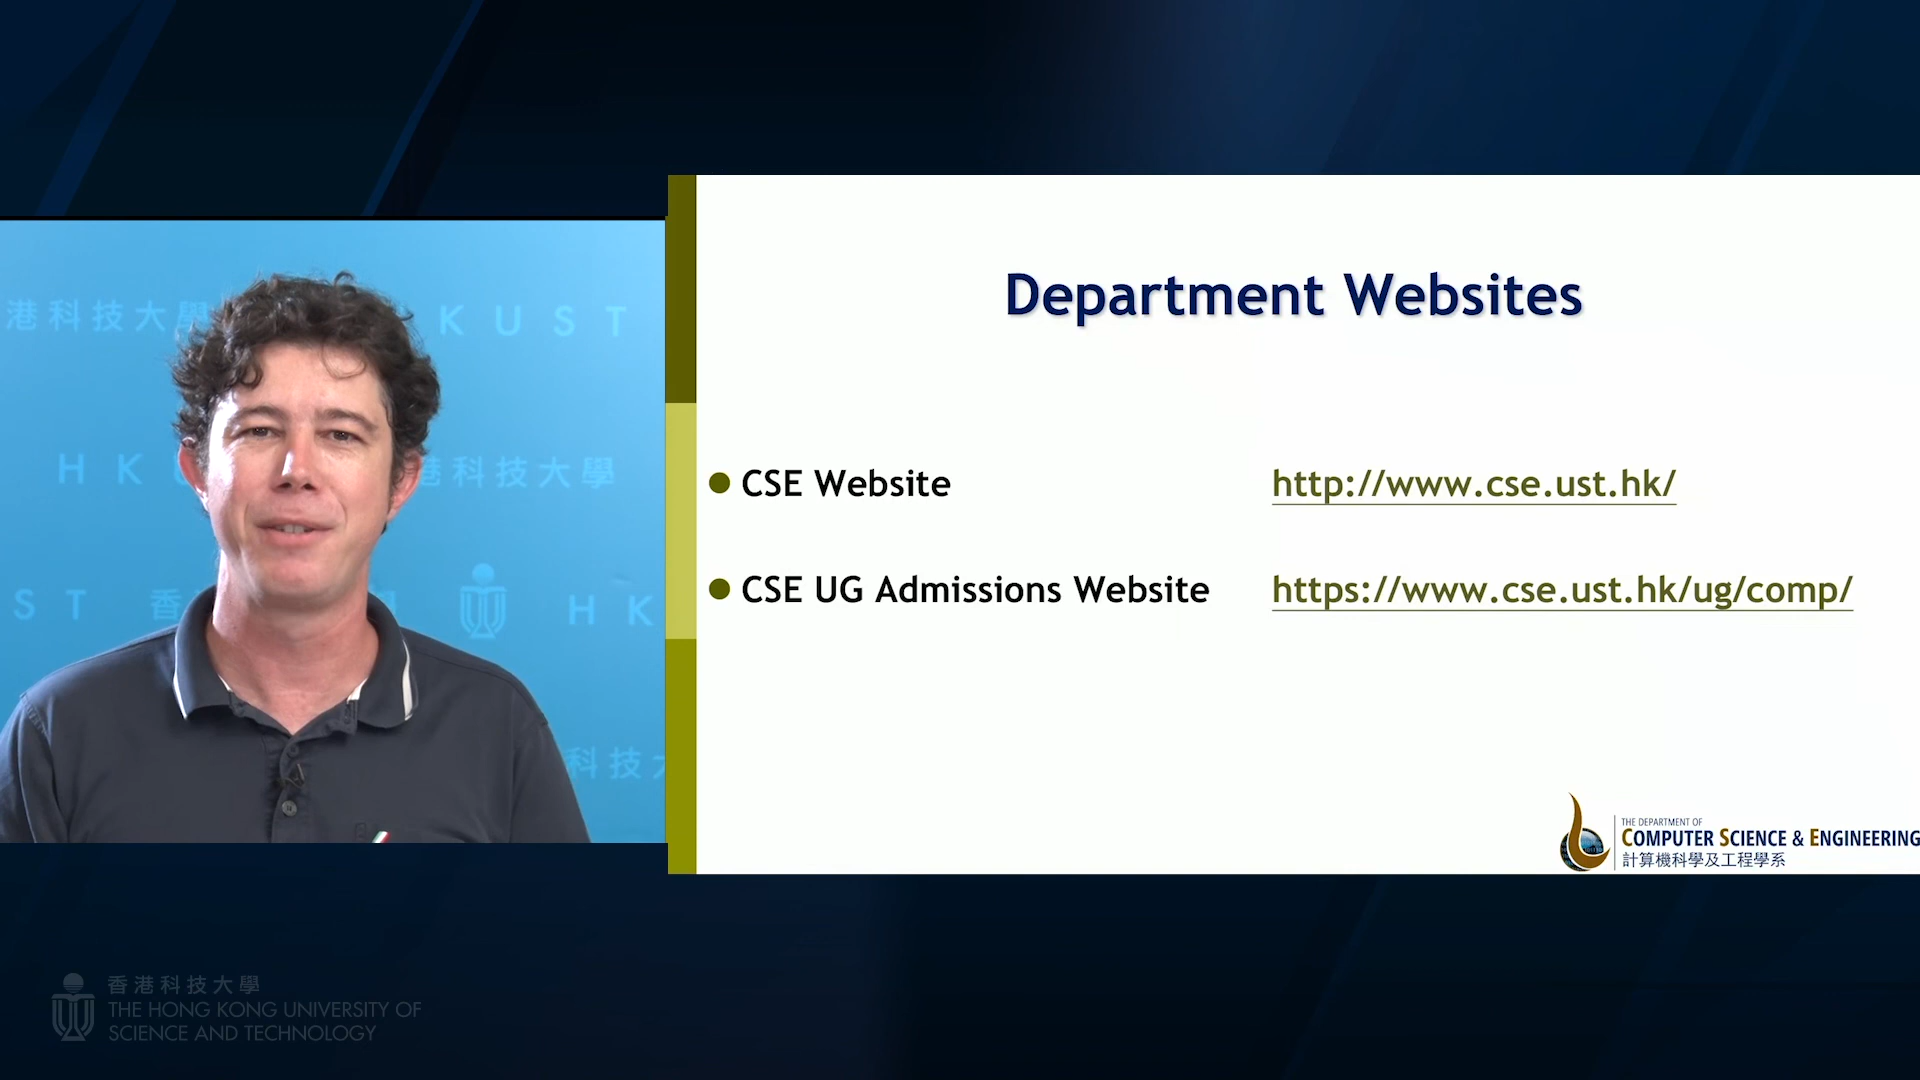 港科技大學
KUST
HKU
港科技大學
ST
香
HK
科技
Department Websites
CSE Website
http://www.cse.ust.hk/
CSE UG Admissions Website
https://www.cse.ust.hk/ug/comp/
THE DEPARTMENT OF
COMPUTER SCIENCE & ENGINEERING
計算機科學及工程學系
香港科技大學
THE HONG KONG UNIVERSITY OF
SCIENCE AND TECHNOLOGY